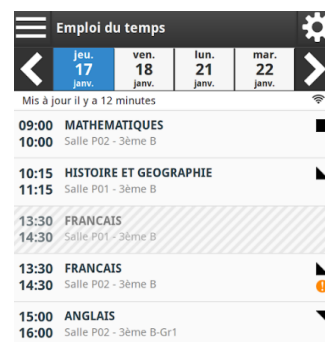 Emploi du temps
jeu. ven. lun. mar.
17 18 21 22
janv. janv. janv. janv.
Mis à jour il y a 12 minutes
09:00 MATHEMATIQUES
10:00 Salle P02 - 3ème B
10:15 HISTOIRE ET GEOGRAPHIE
11:15 Salle P01 - 3ème B
13:30 FRANCAIS
14:30 Salle P01 - 3ème B
13:30 FRANCAIS
14:30 Salle P02 - 3ème B
15:00 ANGLAIS
16:00 Salle P02 - 3ème B-Gr1